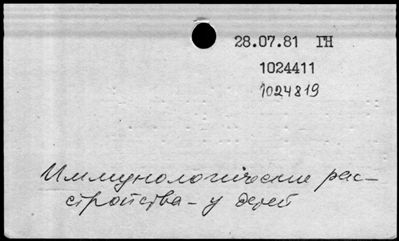 28.07.81 ГН
1024411
1024819
Иммунологические рас-
стройства - у детей